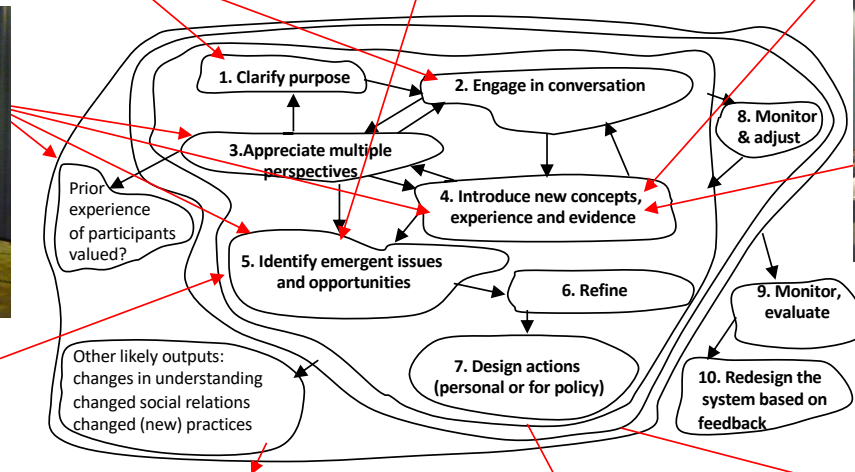 1. Clarify purpose
2. Engage in conversation
3.Appreciate multiple
perspectives
4. Introduce new concepts,
experience and evidence
5. Identify emergent issues
and opportunities
6. Refine
7. Design actions
(personal or for policy)
8. Monitor
& adjust
9. Monitor,
evaluate
10. Redesign the
system based on
feedback
Prior
experience
of participants
valued?
Other likely outputs:
changes in understanding
changed social relations
changed (new) practices